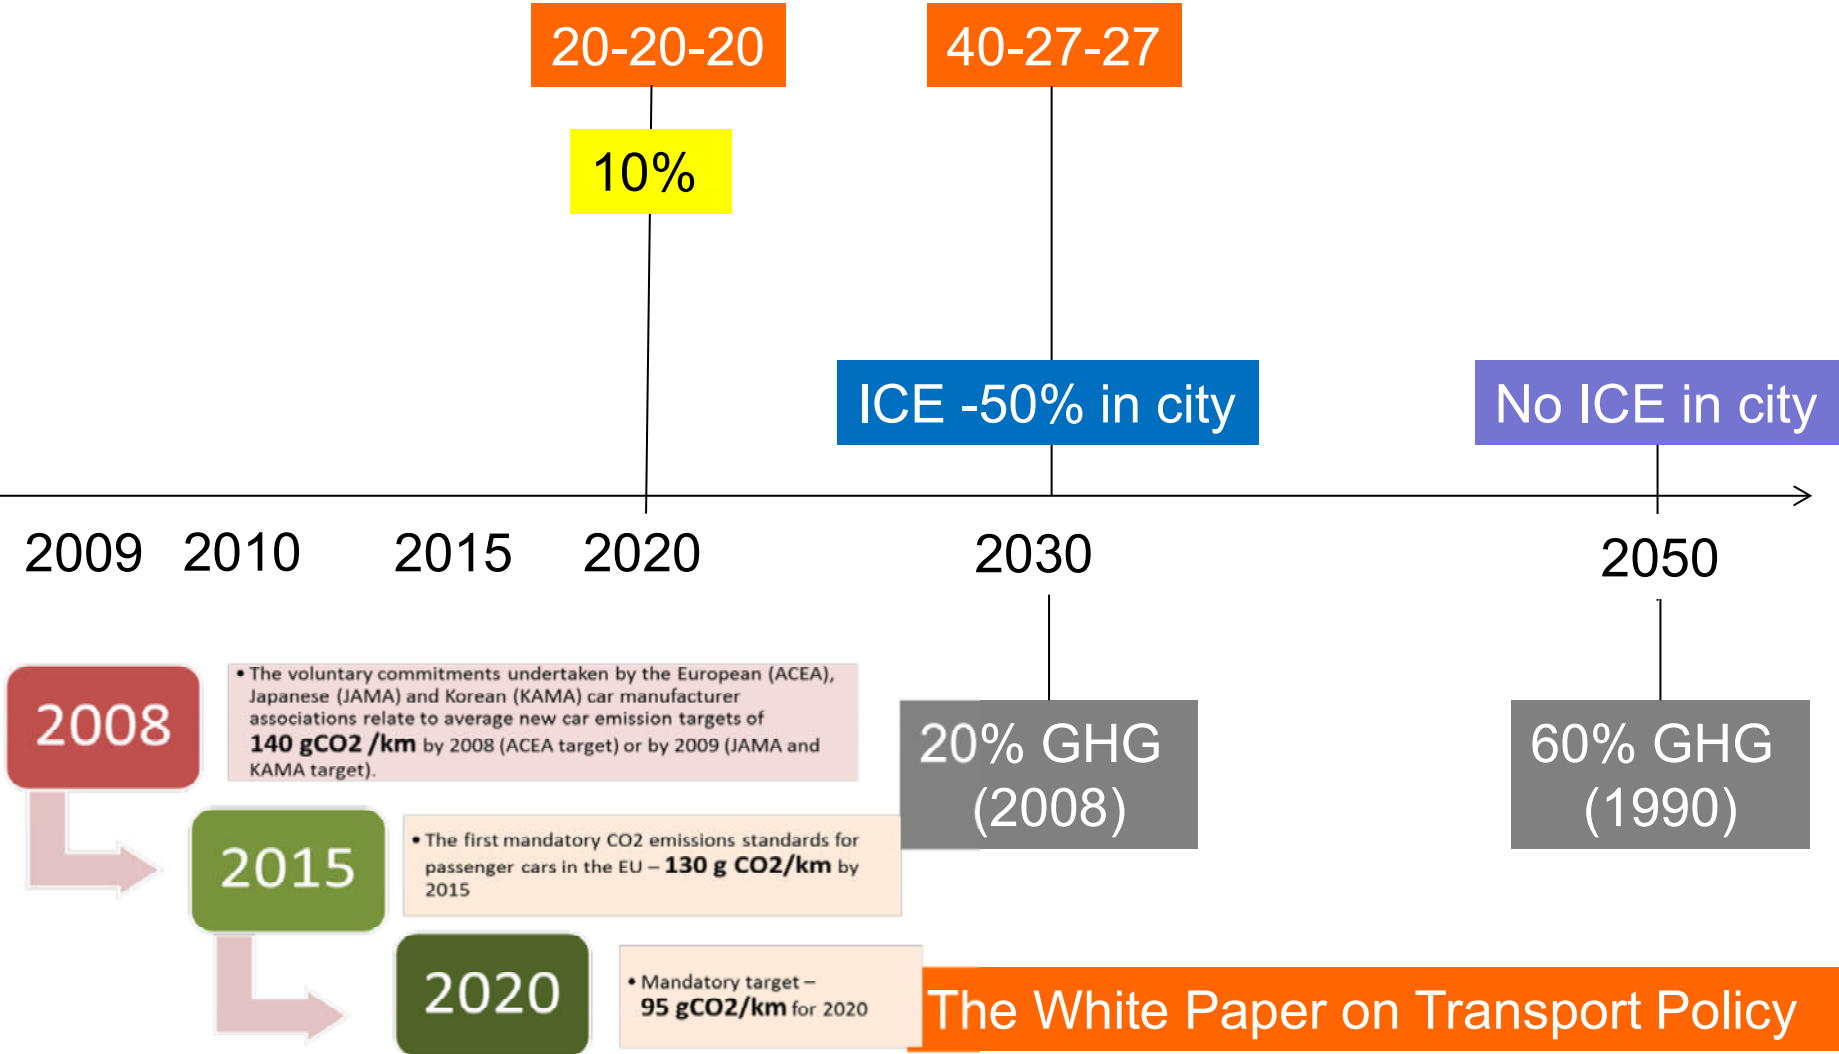 20-20-20
40-27-27
10%
ICE -50% in city
No ICE in city
2009
2010
2015
2020
2030
2050
2008
• The voluntary commitments undertaken by the European (ACEA),
Japanese (JAMA) and Korean (KAMA) car manufacturer
associations relate to average new car emission targets of
140 gCO2 /km by 2008 (ACEA target) or by 2009 (JAMA and
KAMA target).
20% GHG
(2008)
60% GHG
(1990)
2015
• The first mandatory CO2 emissions standards for
passenger cars in the EU – 130 g CO2/km by
2015
2020
• Mandatory target –
95 gCO2/km for 2020
The White Paper on Transport Policy